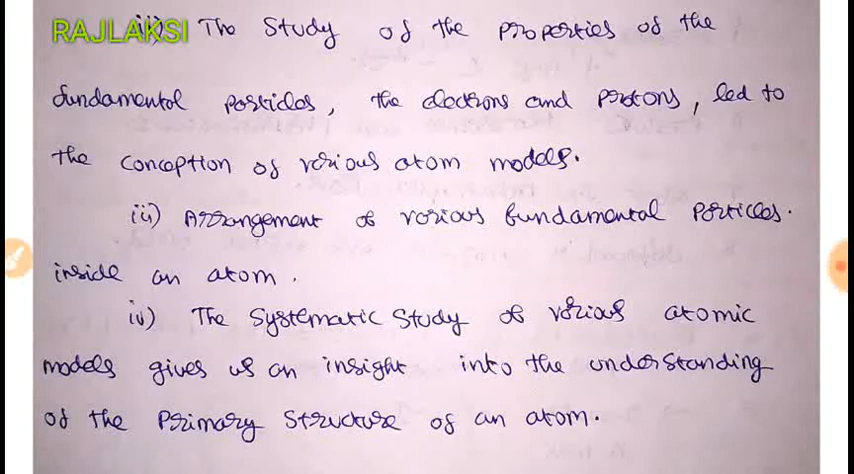 RAJLAKSI
ii) The Study of the properties of the
fundamental particles, the electrons and protons, led to
the conception of various atom models.
iii) Arrangement of various fundamental particles.
inside an atom.
iv) The Systematic Study of various atomic
models gives us an insight into the understanding
of the Primary Structure of an atom.